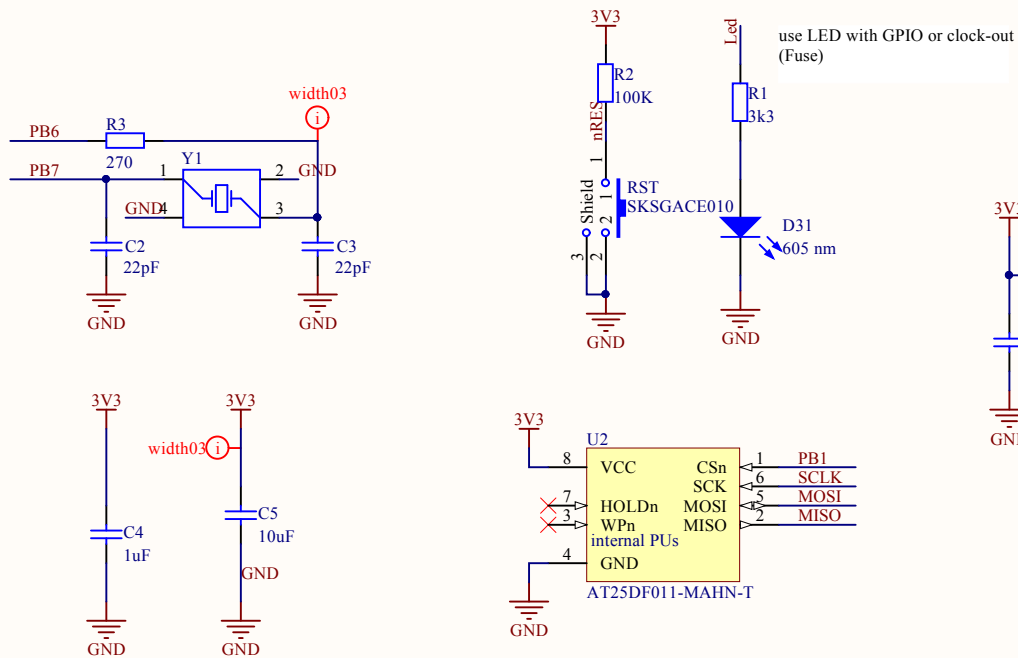 3V3
Led
use LED with GPIO or clock-out
(Fuse)
R2
100K
nRES
R1
3k3
width03
i
PB6
R3
270
PB7
Y1
1
2
GND
GND
4
3
C2
22pF
C3
22pF
GND
GND
1
Shield
1
2
RST
SKSGACE010
3
2
GND
D31
605 nm
GND
3V3
GND
3V3
3V3
width03
i
C4
1uF
C5
10uF
GND
GND
GND
3V3
U2
8
VCC
CSn
1
PB1
SCK
6
SCLK
7
HOLDn
MOSI
5
MOSI
3
WPn
MISO
2
MISO
internal PUs
4
GND
AT25DF011-MAHN-T
GND